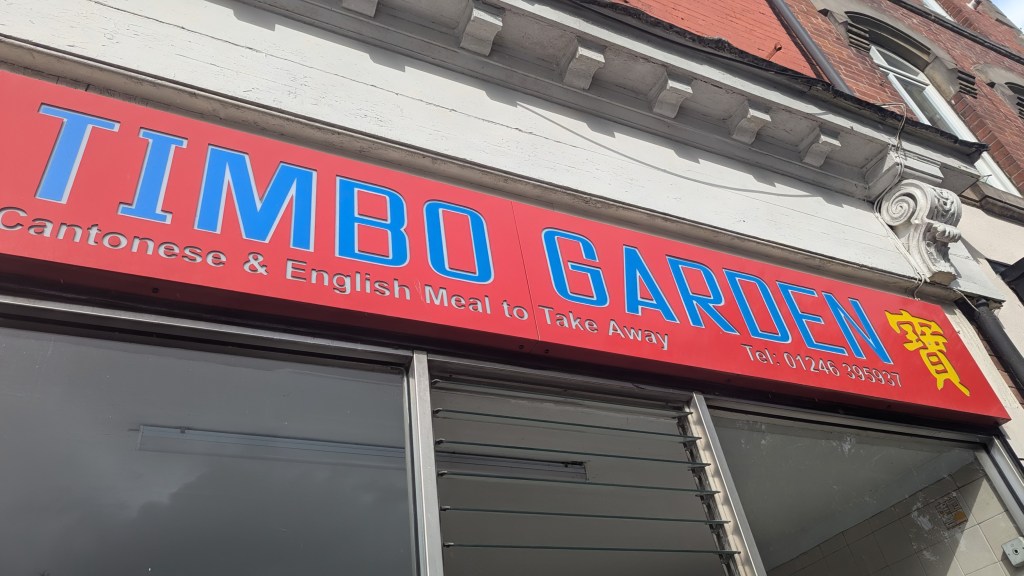 TIMBO GARDEN
Cantonese & English Meal to Take Away
Tel: 01246 395937
寶